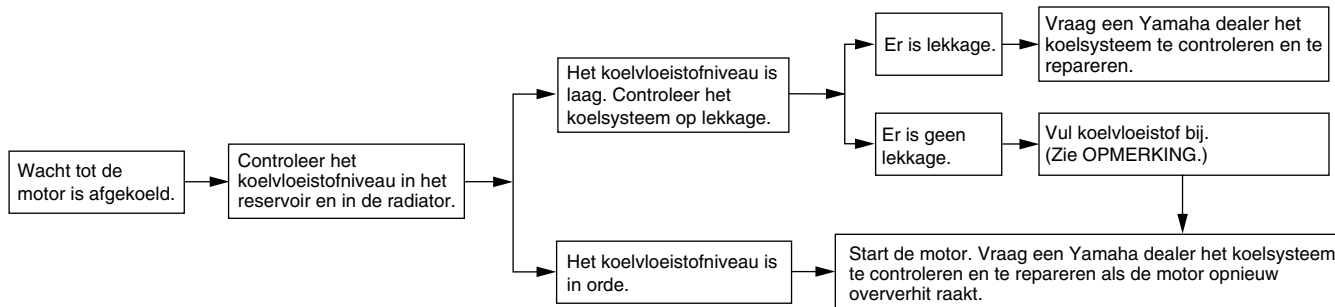 Wacht tot de
motor is afgekoeld.
Controleer het
koelvloeistofniveau in het
reservoir en in de radiator.
Het koelvloeistofniveau is
laag. Controleer het
koelsysteem op lekkage.
Er is lekkage.
Vraag een Yamaha dealer het
koelsysteem te controleren en te
repareren.
Er is geen
lekkage.
Vul koelvloeistof bij.
(Zie OPMERKING.)
Het koelvloeistofniveau is
in orde.
Start de motor. Vraag een Yamaha dealer het koelsysteem
te controleren en te repareren als de motor opnieuw
oververhit raakt.